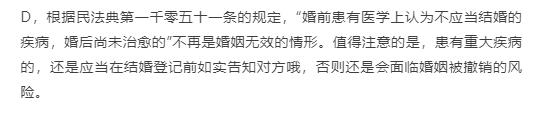 D，根据民法典第一千零五十一条的规定，“婚前患有医学上认为不应当结婚的
疾病，婚后尚未治愈的”不再是婚姻无效的情形。值得注意的是，患有重大疾病
的，还是应当在结婚登记前如实告知对方哦，否则还是会面临婚姻被撤销的风
险。